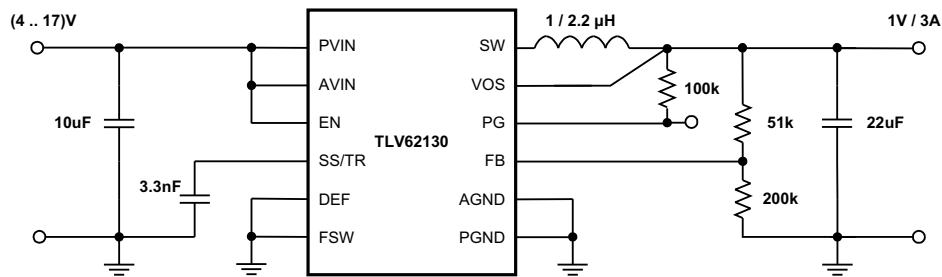 (4 .. 17)V
1 / 2.2 µH
1V / 3A
PVIN
SW
AVIN
VOS
100k
10uF
EN
PG
51k
22uF
TLV62130
SS/TR
FB
3.3nF
DEF
AGND
200k
FSW
PGND